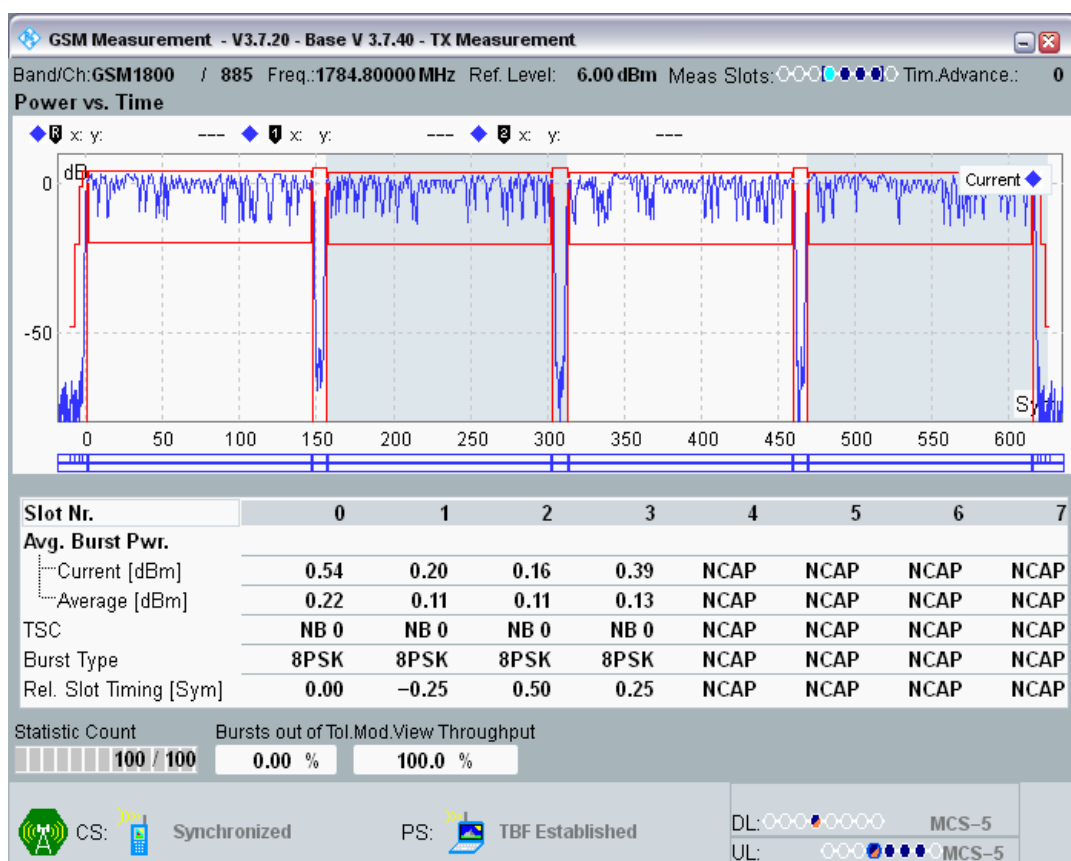 GSM Measurement - V3.7.20 - Base V 3.7.40 - TX Measurement
Band/Ch:GSM1800 / 885 Freq.:1784.80000 MHz Ref. Level: 6.00 dBm Meas Slots: Tim.Advance.: 0
Power vs. Time
R x: y: --- 1 x: y: --- 2 x: y: ---
dB
Current
0
-50
0 50 100 150 200 250 300 350 400 450 500 550 600
Slot Nr. 0 1 2 3 4 5 6 7
Avg. Burst Pwr.
Current [dBm] 0.54 0.20 0.16 0.39 NCAP NCAP NCAP NCAP
Average [dBm] 0.22 0.11 0.11 0.13 NCAP NCAP NCAP NCAP
TSC NB 0 NB 0 NB 0 NB 0 NCAP NCAP NCAP NCAP
Burst Type 8PSK 8PSK 8PSK 8PSK NCAP NCAP NCAP NCAP
Rel. Slot Timing [Sym] 0.00 −0.25 0.50 0.25 NCAP NCAP NCAP NCAP
Statistic Count Bursts out of Tol. Mod.View Throughput
100 / 100 0.00 % 100.0 %
CS: Synchronized PS: TBF Established DL: MCS−5
UL: MCS−5